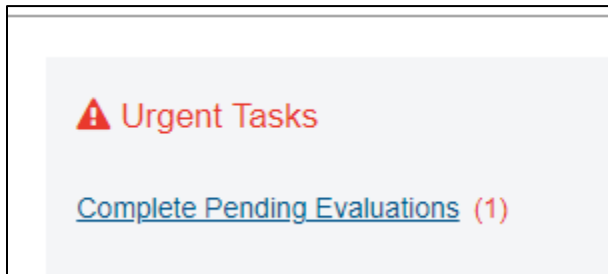 Urgent Tasks
Complete Pending Evaluations (1)